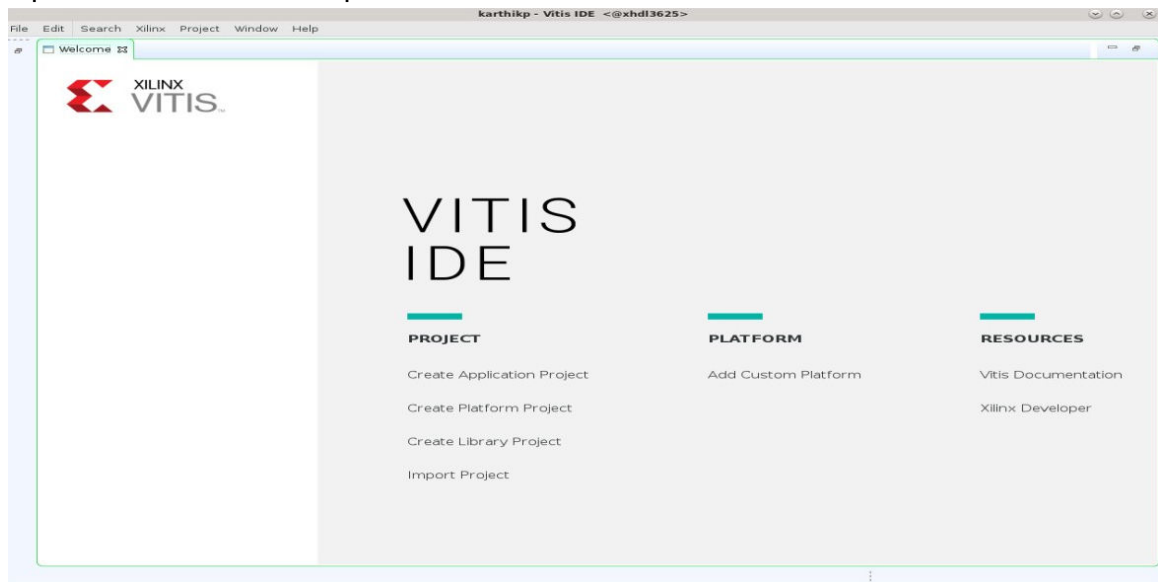 karthikp - Vitis IDE <@xhdl3625>
File Edit Search Xilinx Project Window Help
Welcome
XILINX
VITIS™
VITIS
IDE
PROJECT
Create Application Project
Create Platform Project
Create Library Project
Import Project
PLATFORM
Add Custom Platform
RESOURCES
Vitis Documentation
Xilinx Developer